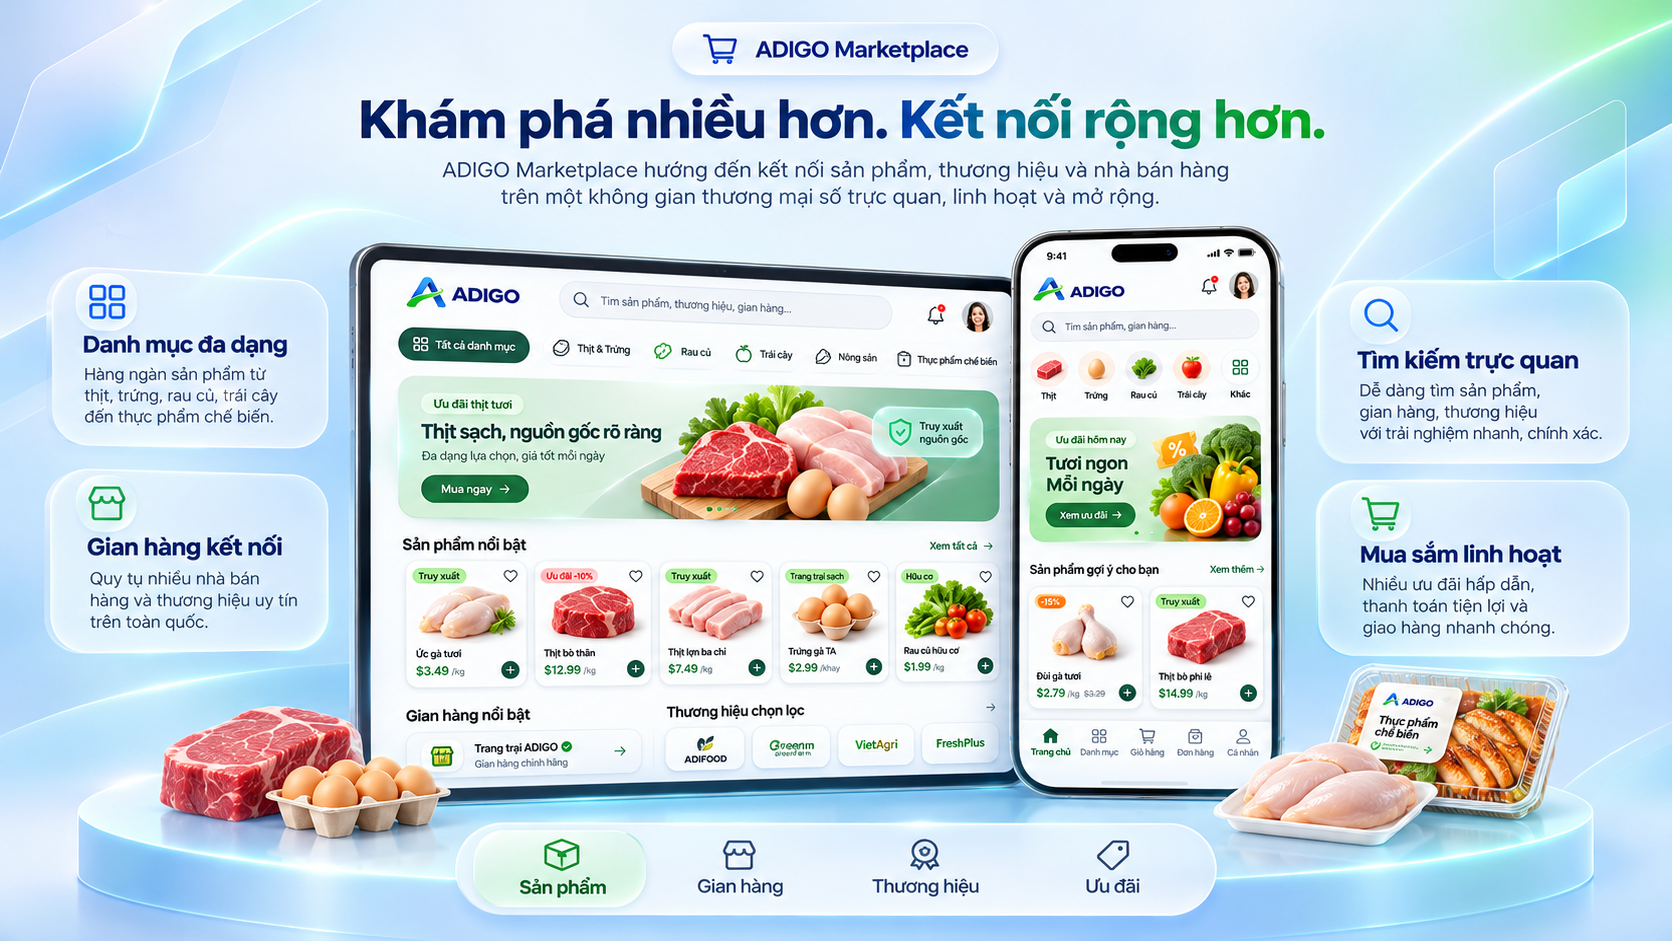 ADIGO Marketplace
Khám phá nhiều hơn. Kết nối rộng hơn.
ADIGO Marketplace hướng đến kết nối sản phẩm, thương hiệu và nhà bán hàng
trên một không gian thương mại số trực quan, linh hoạt và mở rộng.
Danh mục đa dạng
Hàng ngàn sản phẩm từ
thịt, trứng, rau củ, trái cây
đến thực phẩm chế biến.
Gian hàng kết nối
Quy tụ nhiều nhà bán
hàng và thương hiệu uy tín
trên toàn quốc.
ADIGO
Tìm sản phẩm, thương hiệu, gian hàng...
Tất cả danh mục
Thịt & Trứng
Rau củ
Trái cây
Nông sản
Thực phẩm chế biến
Ưu đãi thịt tươi
Thịt sạch, nguồn gốc rõ ràng
Đa dạng lựa chọn, giá tốt mỗi ngày
Mua ngay →
Truy xuất
nguồn gốc
Sản phẩm nổi bật
Xem tất cả →
Truy xuất
Ức gà tươi
$3.49 /kg
Ưu đãi -10%
Thịt bò thăn
$12.99 /kg
Truy xuất
Thịt lợn ba chỉ
$7.49 /kg
Trang trại sạch
Trứng gà TA
$2.99 /khay
Hữu cơ
Rau củ hữu cơ
$1.99 /kg
Gian hàng nổi bật
Trang trại ADIGO
Gian hàng chính hãng
Thương hiệu chọn lọc
ADIFOOD
Greenm
VietAgri
FreshPlus
9:41
ADIGO
Tìm sản phẩm, gian hàng...
Thịt
Trứng
Rau củ
Trái cây
Khác
Ưu đãi hôm nay
Tươi ngon
Mỗi ngày
Xem ưu đãi →
%
Sản phẩm gợi ý cho bạn
Xem thêm →
-15%
Đùi gà tươi
$2.79 /kg $3.29
Truy xuất
Thịt bò phi lê
$14.99 /kg
Trang chủ
Danh mục
Giỏ hàng
Đơn hàng
Cá nhân
Tìm kiếm trực quan
Dễ dàng tìm sản phẩm,
gian hàng, thương hiệu
với trải nghiệm nhanh, chính xác.
Mua sắm linh hoạt
Nhiều ưu đãi hấp dẫn,
thanh toán tiện lợi và
giao hàng nhanh chóng.
ADIGO
Thực phẩm
chế biến
Sản phẩm
Gian hàng
Thương hiệu
Ưu đãi